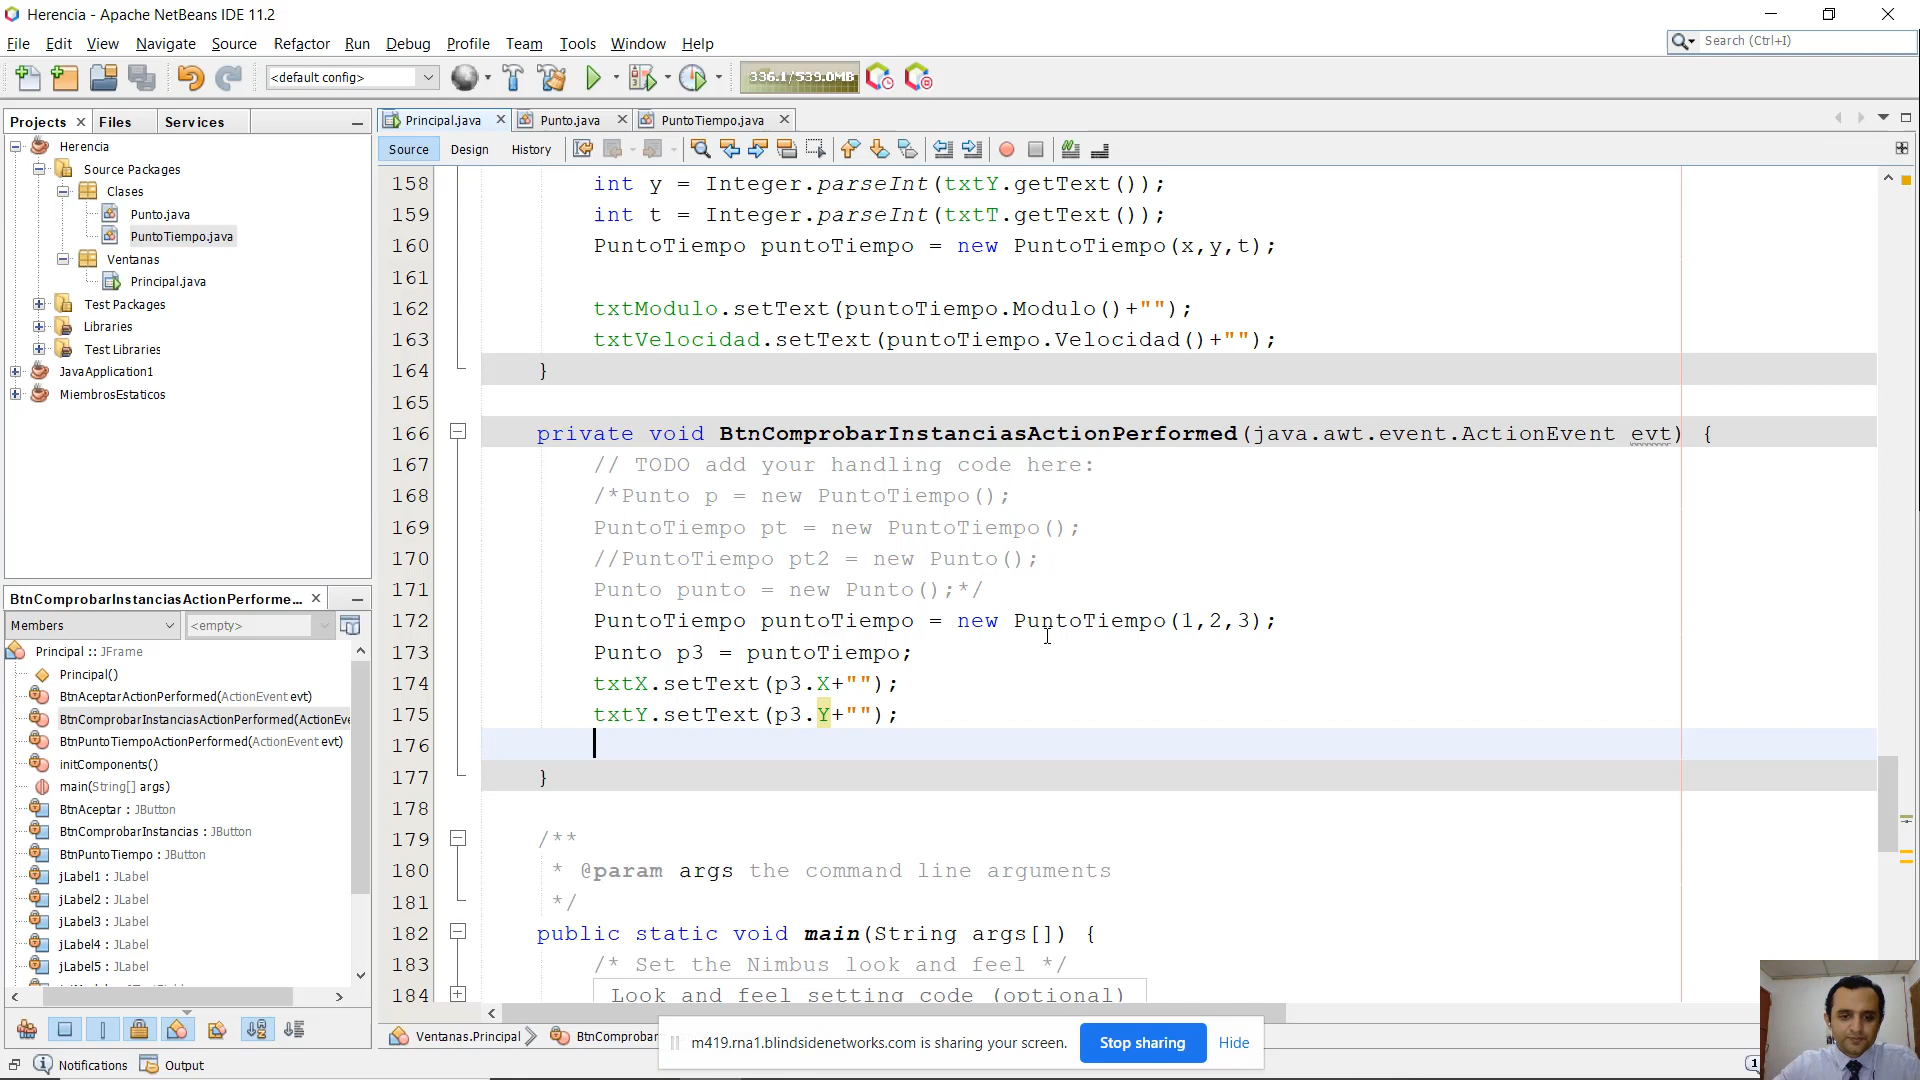 Herencia - Apache NetBeans IDE 11.2
File Edit View Navigate Source Refactor Run Debug Profile Team Tools Window Help
Search (Ctrl+I)
<default config>
336.1/539.0MB
Projects Files Services
Principal.java Punto.java PuntoTiempo.java
Source Design History
Herencia
Source Packages
Clases
Punto.java
PuntoTiempo.java
Ventanas
Principal.java
Test Packages
Libraries
Test Libraries
JavaApplication1
MiembrosEstaticos
BtnComprobarInstanciasActionPerforme...
Members <empty>
Principal :: JFrame
Principal()
BtnAceptarActionPerformed(ActionEvent evt)
BtnComprobarInstanciasActionPerformed(ActionEve
BtnPuntoTiempoActionPerformed(ActionEvent evt)
initComponents()
main(String[] args)
BtnAceptar : JButton
BtnComprobarInstancias : JButton
BtnPuntoTiempo : JButton
jLabel1 : JLabel
jLabel2 : JLabel
jLabel3 : JLabel
jLabel4 : JLabel
jLabel5 : JLabel
158 int y = Integer.parseInt(txtY.getText());
159 int t = Integer.parseInt(txtT.getText());
160 PuntoTiempo puntoTiempo = new PuntoTiempo(x,y,t);
161
162 txtModulo.setText(puntoTiempo.Modulo()+"");
163 txtVelocidad.setText(puntoTiempo.Velocidad()+"");
164 }
165
166 private void BtnComprobarInstanciasActionPerformed(java.awt.event.ActionEvent evt) {
167 // TODO add your handling code here:
168 /*Punto p = new PuntoTiempo();
169 PuntoTiempo pt = new PuntoTiempo();
170 //PuntoTiempo pt2 = new Punto();
171 Punto punto = new Punto();*/
172 PuntoTiempo puntoTiempo = new PuntoTiempo(1,2,3);
173 Punto p3 = puntoTiempo;
174 txtX.setText(p3.X+"");
175 txtY.setText(p3.Y+"");
176
177 }
178
179 /**
180 * @param args the command line arguments
181 */
182 public static void main(String args[]) {
183 /* Set the Nimbus look and feel */
184 Look and feel setting code (optional)
Ventanas.Principal BtnComprobar
m419.rna1.blindsidenetworks.com is sharing your screen. Stop sharing Hide
Notifications Output